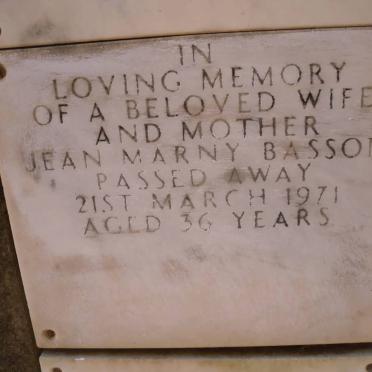 IN
LOVING MEMORY
OF A BELOVED WIFE
AND MOTHER
JEAN MARNY BASSON
PASSED AWAY
21ST MARCH 1971
AGED 36 YEARS